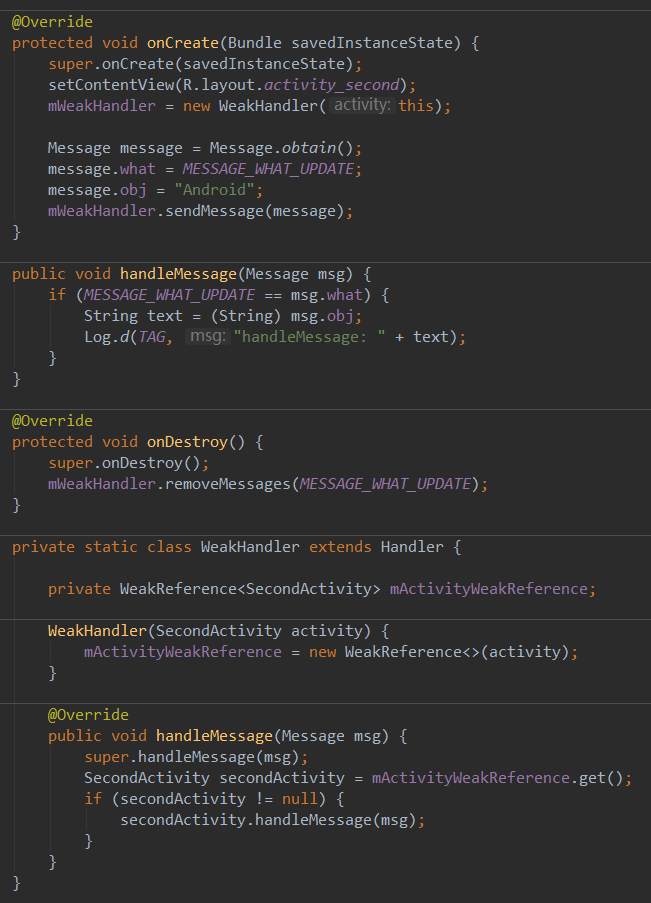 @Override
protected void onCreate(Bundle savedInstanceState) {
    super.onCreate(savedInstanceState);
    setContentView(R.layout.activity_second);
    mWeakHandler = new WeakHandler( activity: this);

    Message message = Message.obtain();
    message.what = MESSAGE_WHAT_UPDATE;
    message.obj = "Android";
    mWeakHandler.sendMessage(message);
}

public void handleMessage(Message msg) {
    if (MESSAGE_WHAT_UPDATE == msg.what) {
        String text = (String) msg.obj;
        Log.d(TAG, msg: "handleMessage: " + text);
    }
}

@Override
protected void onDestroy() {
    super.onDestroy();
    mWeakHandler.removeMessages(MESSAGE_WHAT_UPDATE);
}

private static class WeakHandler extends Handler {

    private WeakReference<SecondActivity> mActivityWeakReference;

    WeakHandler(SecondActivity activity) {
        mActivityWeakReference = new WeakReference<>(activity);
    }

    @Override
    public void handleMessage(Message msg) {
        super.handleMessage(msg);
        SecondActivity secondActivity = mActivityWeakReference.get();
        if (secondActivity != null) {
            secondActivity.handleMessage(msg);
        }
    }
}